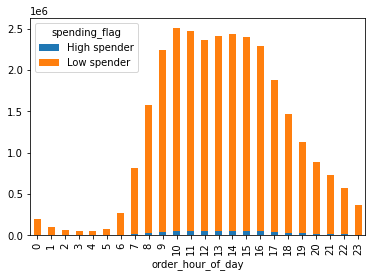 1e6
spending_flag
High spender
Low spender
2.5
2.0
1.5
1.0
0.5
0.0
0 1 2 3 4 5 6 7 8 9 10 11 12 13 14 15 16 17 18 19 20 21 22 23
order_hour_of_day